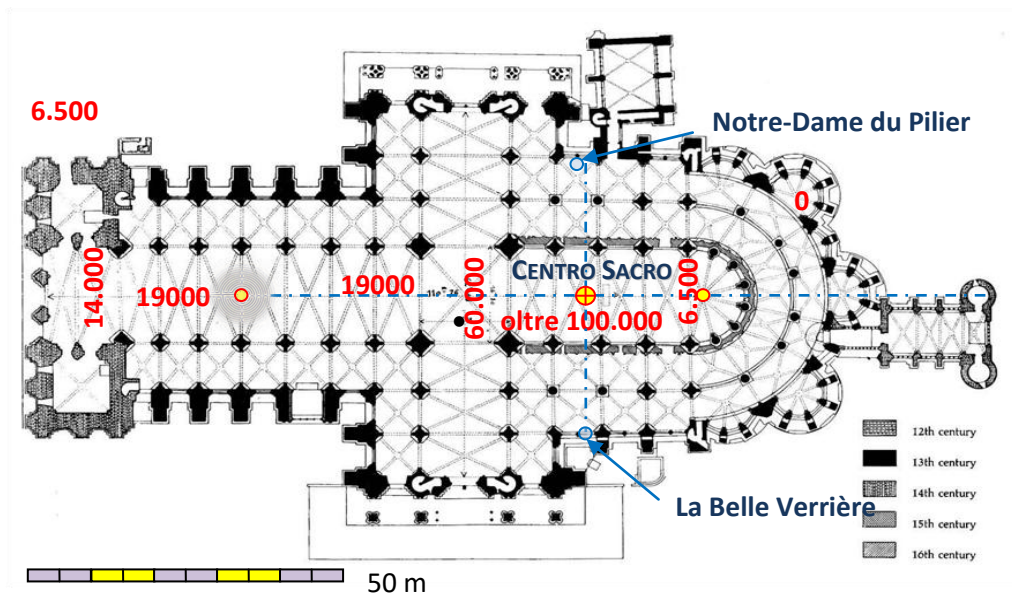 6.500
Notre-Dame du Pilier
0
CENTRO SACRO
14.000
19000
19000
60.000
6.500
oltre 100.000
12th century
13th century
La Belle Verrière
14th century
15th century
16th century
50 m